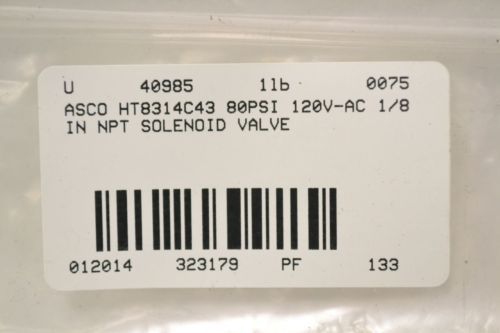 U 40985 1lb 0075
ASCO HT8314C43 80PSI 120V-AC 1/8
IN NPT SOLENOID VALVE
012014 323179 PF 133